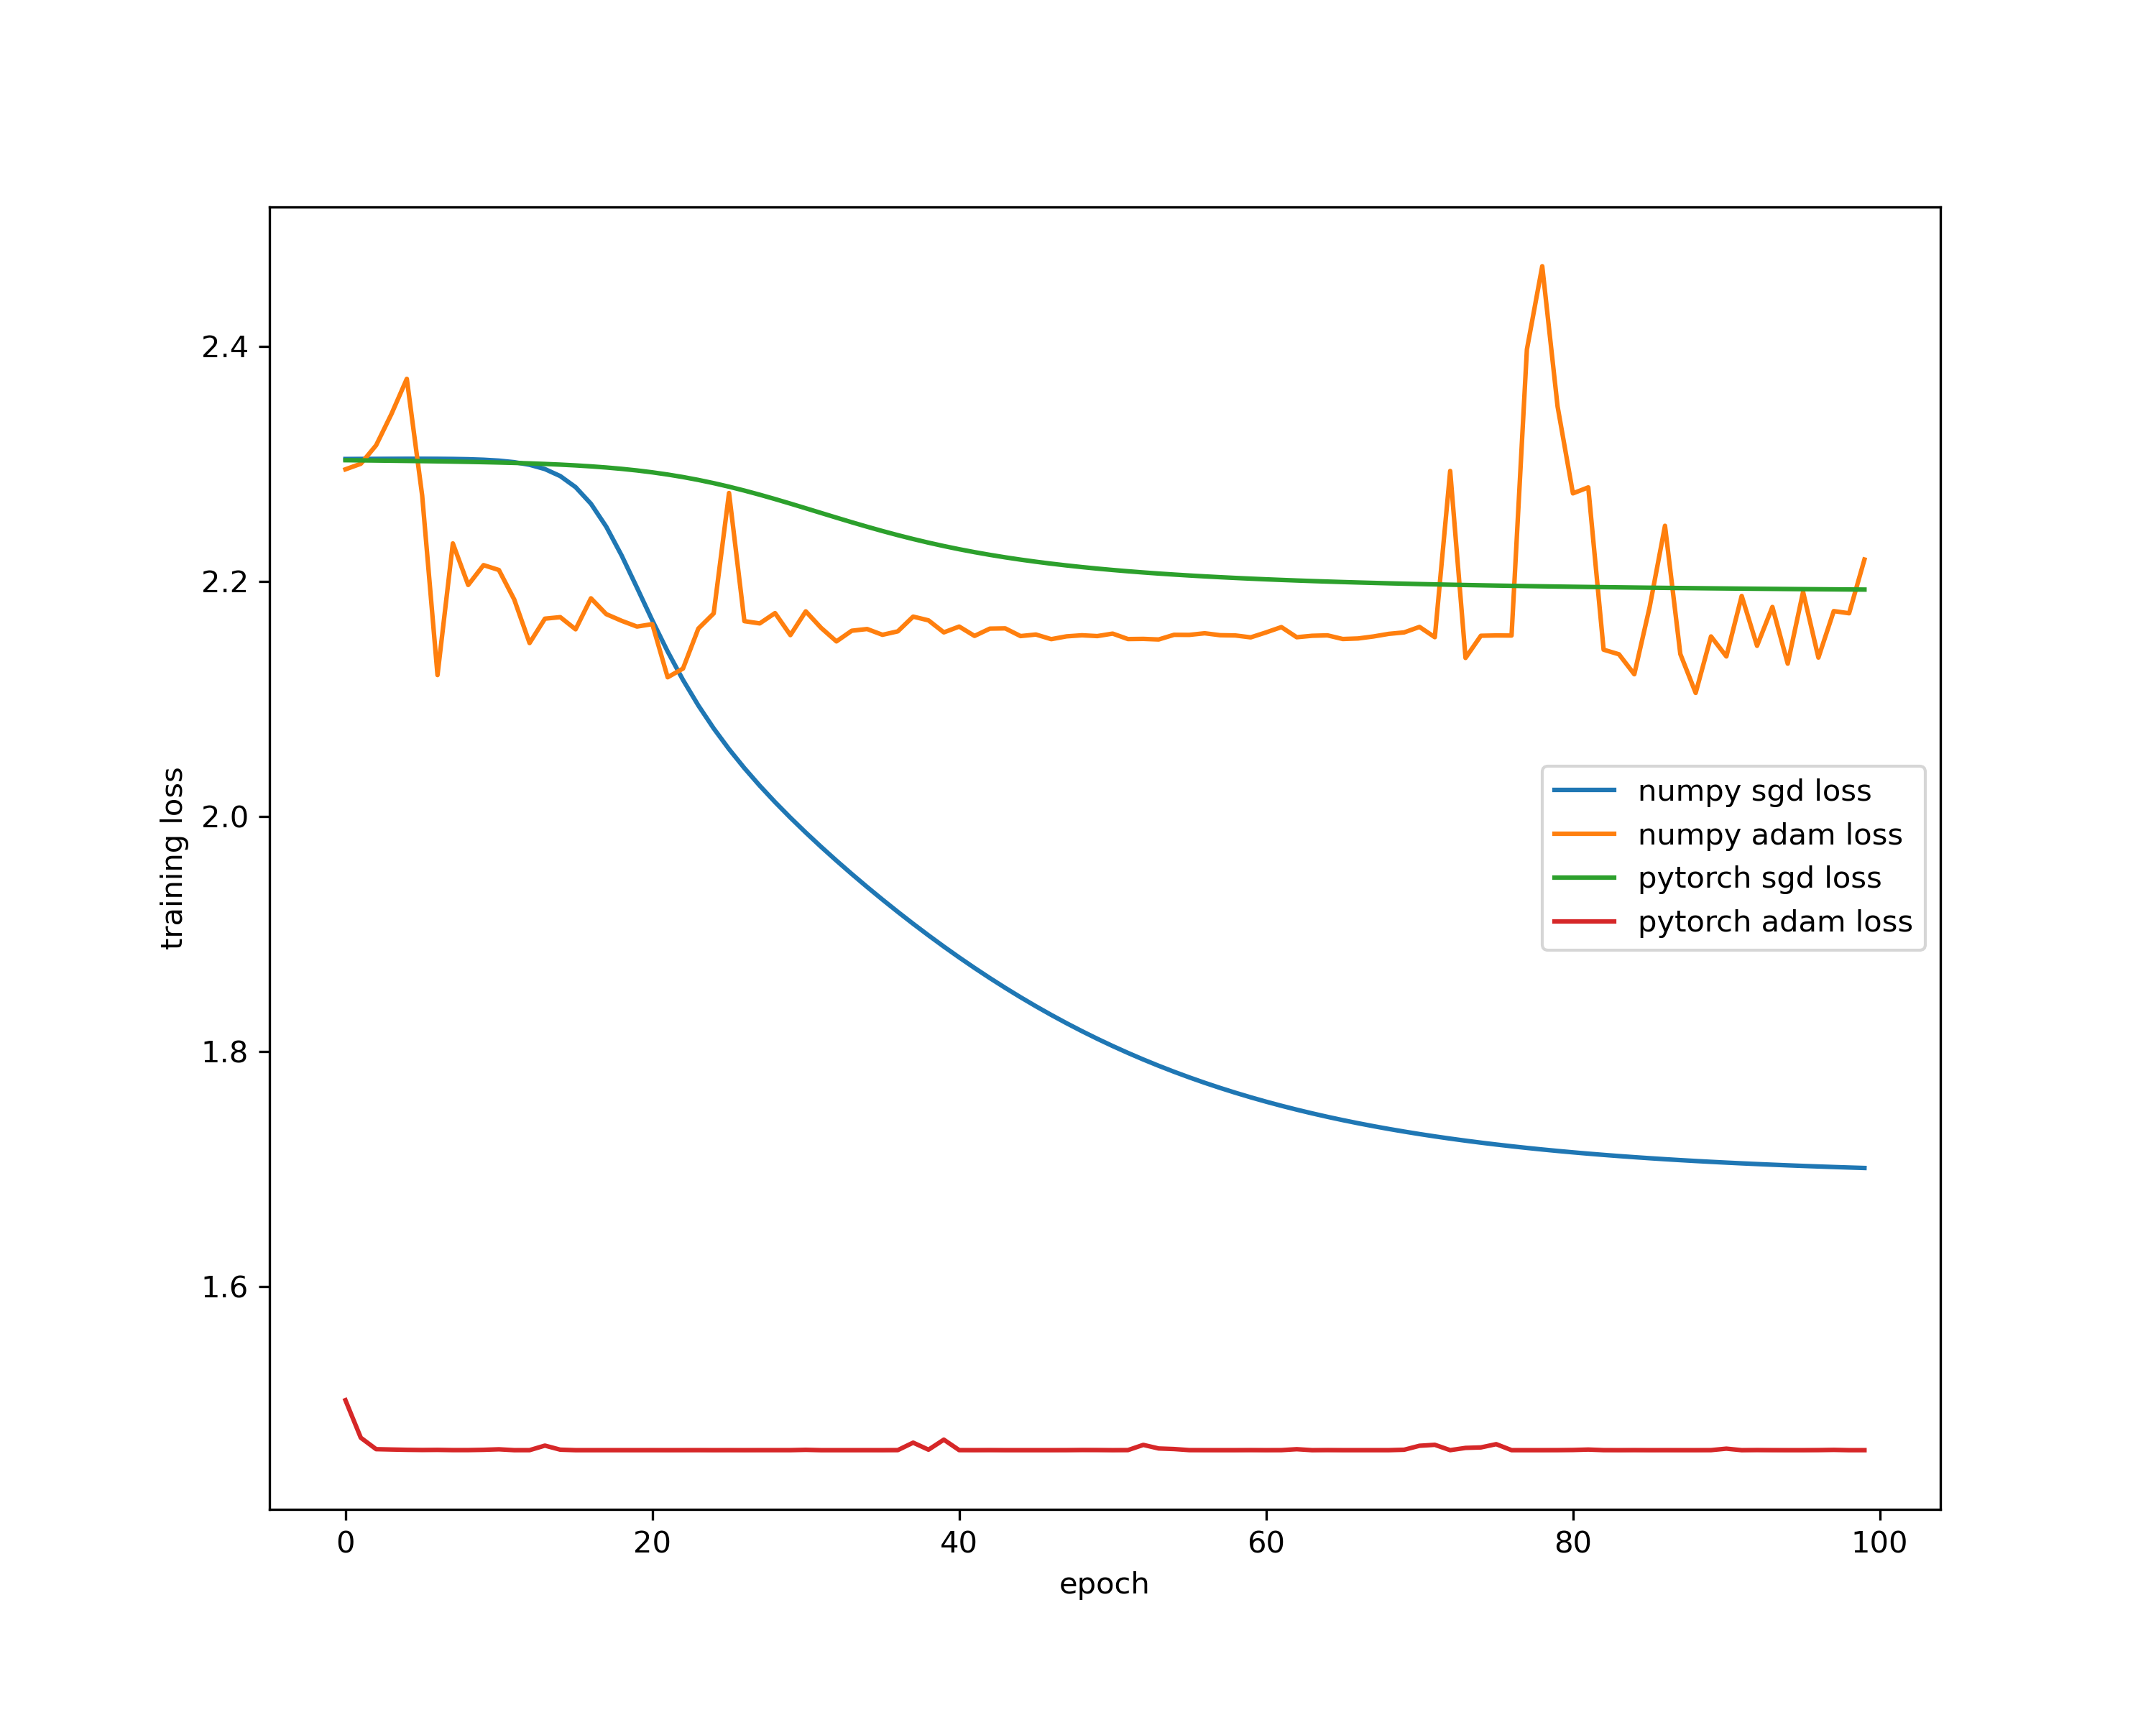 2.4
2.2
2.0
1.8
1.6
training loss
numpy sgd loss
numpy adam loss
pytorch sgd loss
pytorch adam loss
0 20 40 60 80 100
epoch